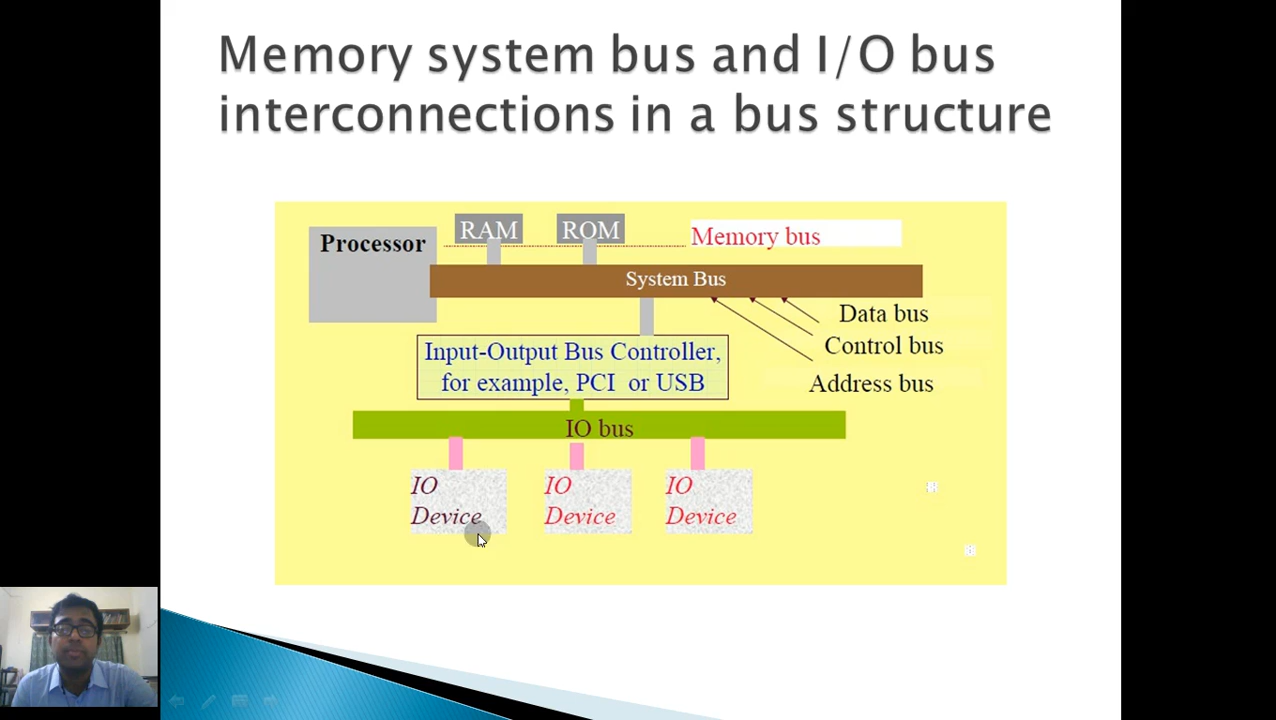 Memory system bus and I/O bus
interconnections in a bus structure
Processor
RAM
ROM
Memory bus
System Bus
Data bus
Control bus
Address bus
Input-Output Bus Controller,
for example, PCI or USB
IO bus
IO
Device
IO
Device
IO
Device